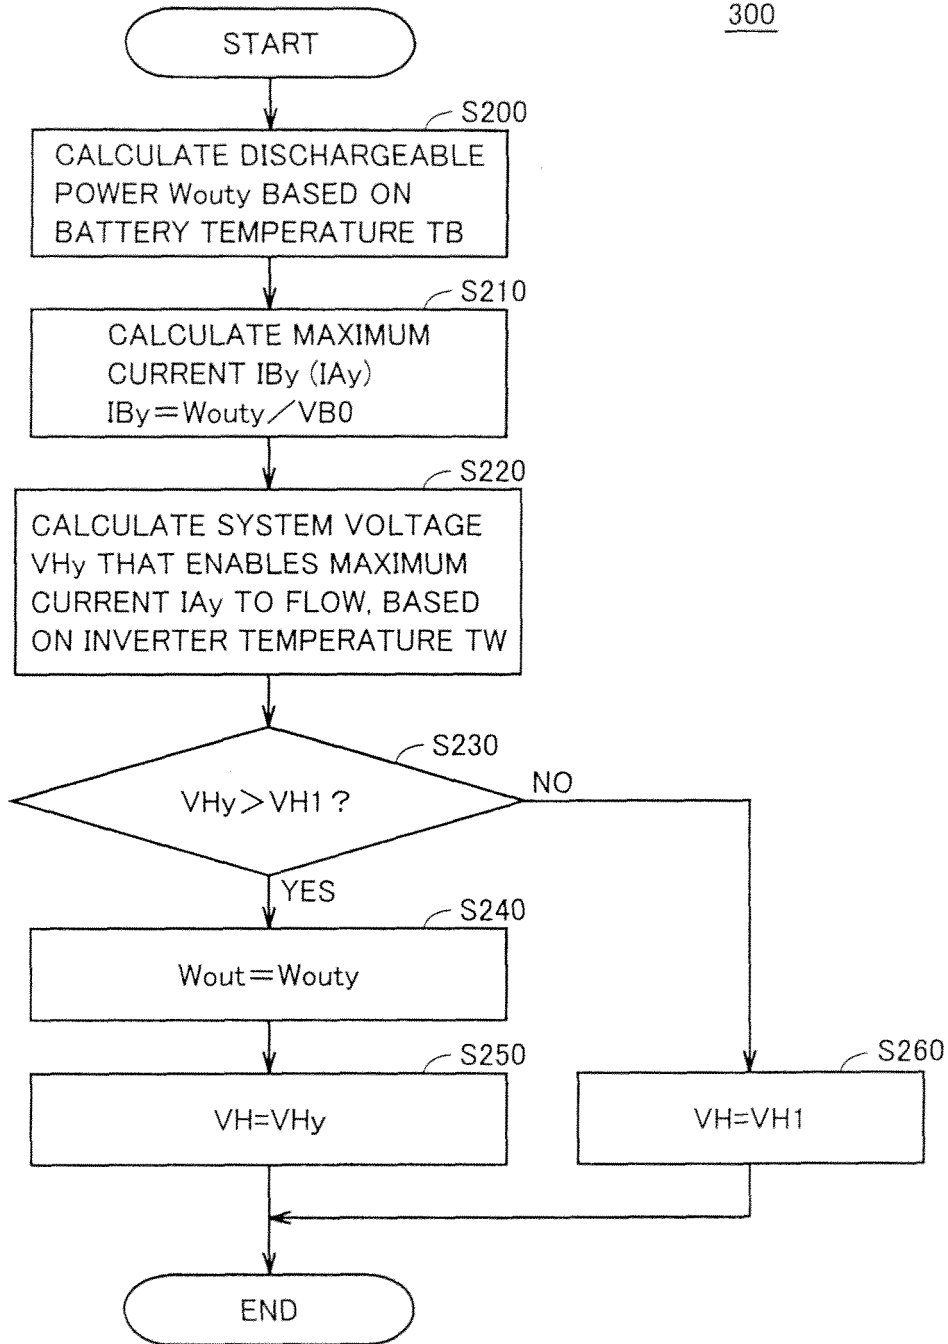 300
START
S200
CALCULATE DISCHARGEABLE
POWER Wouty BASED ON
BATTERY TEMPERATURE TB
S210
CALCULATE MAXIMUM
CURRENT IBy (IAy)
IBy=Wouty/VB0
S220
CALCULATE SYSTEM VOLTAGE
VHy THAT ENABLES MAXIMUM
CURRENT IAy TO FLOW, BASED
ON INVERTER TEMPERATURE TW
S230
VHy>VH1?
NO
YES
S240
Wout=Wouty
S250
VH=VHy
S260
VH=VH1
END